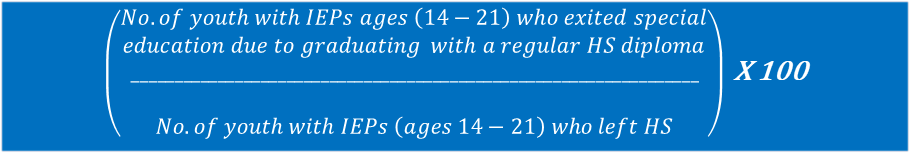 No. of youth with IEPs ages (14 − 21) who exited special
education due to graduating with a regular HS diploma
X 100
No. of youth with IEPs (ages 14 − 21) who left HS